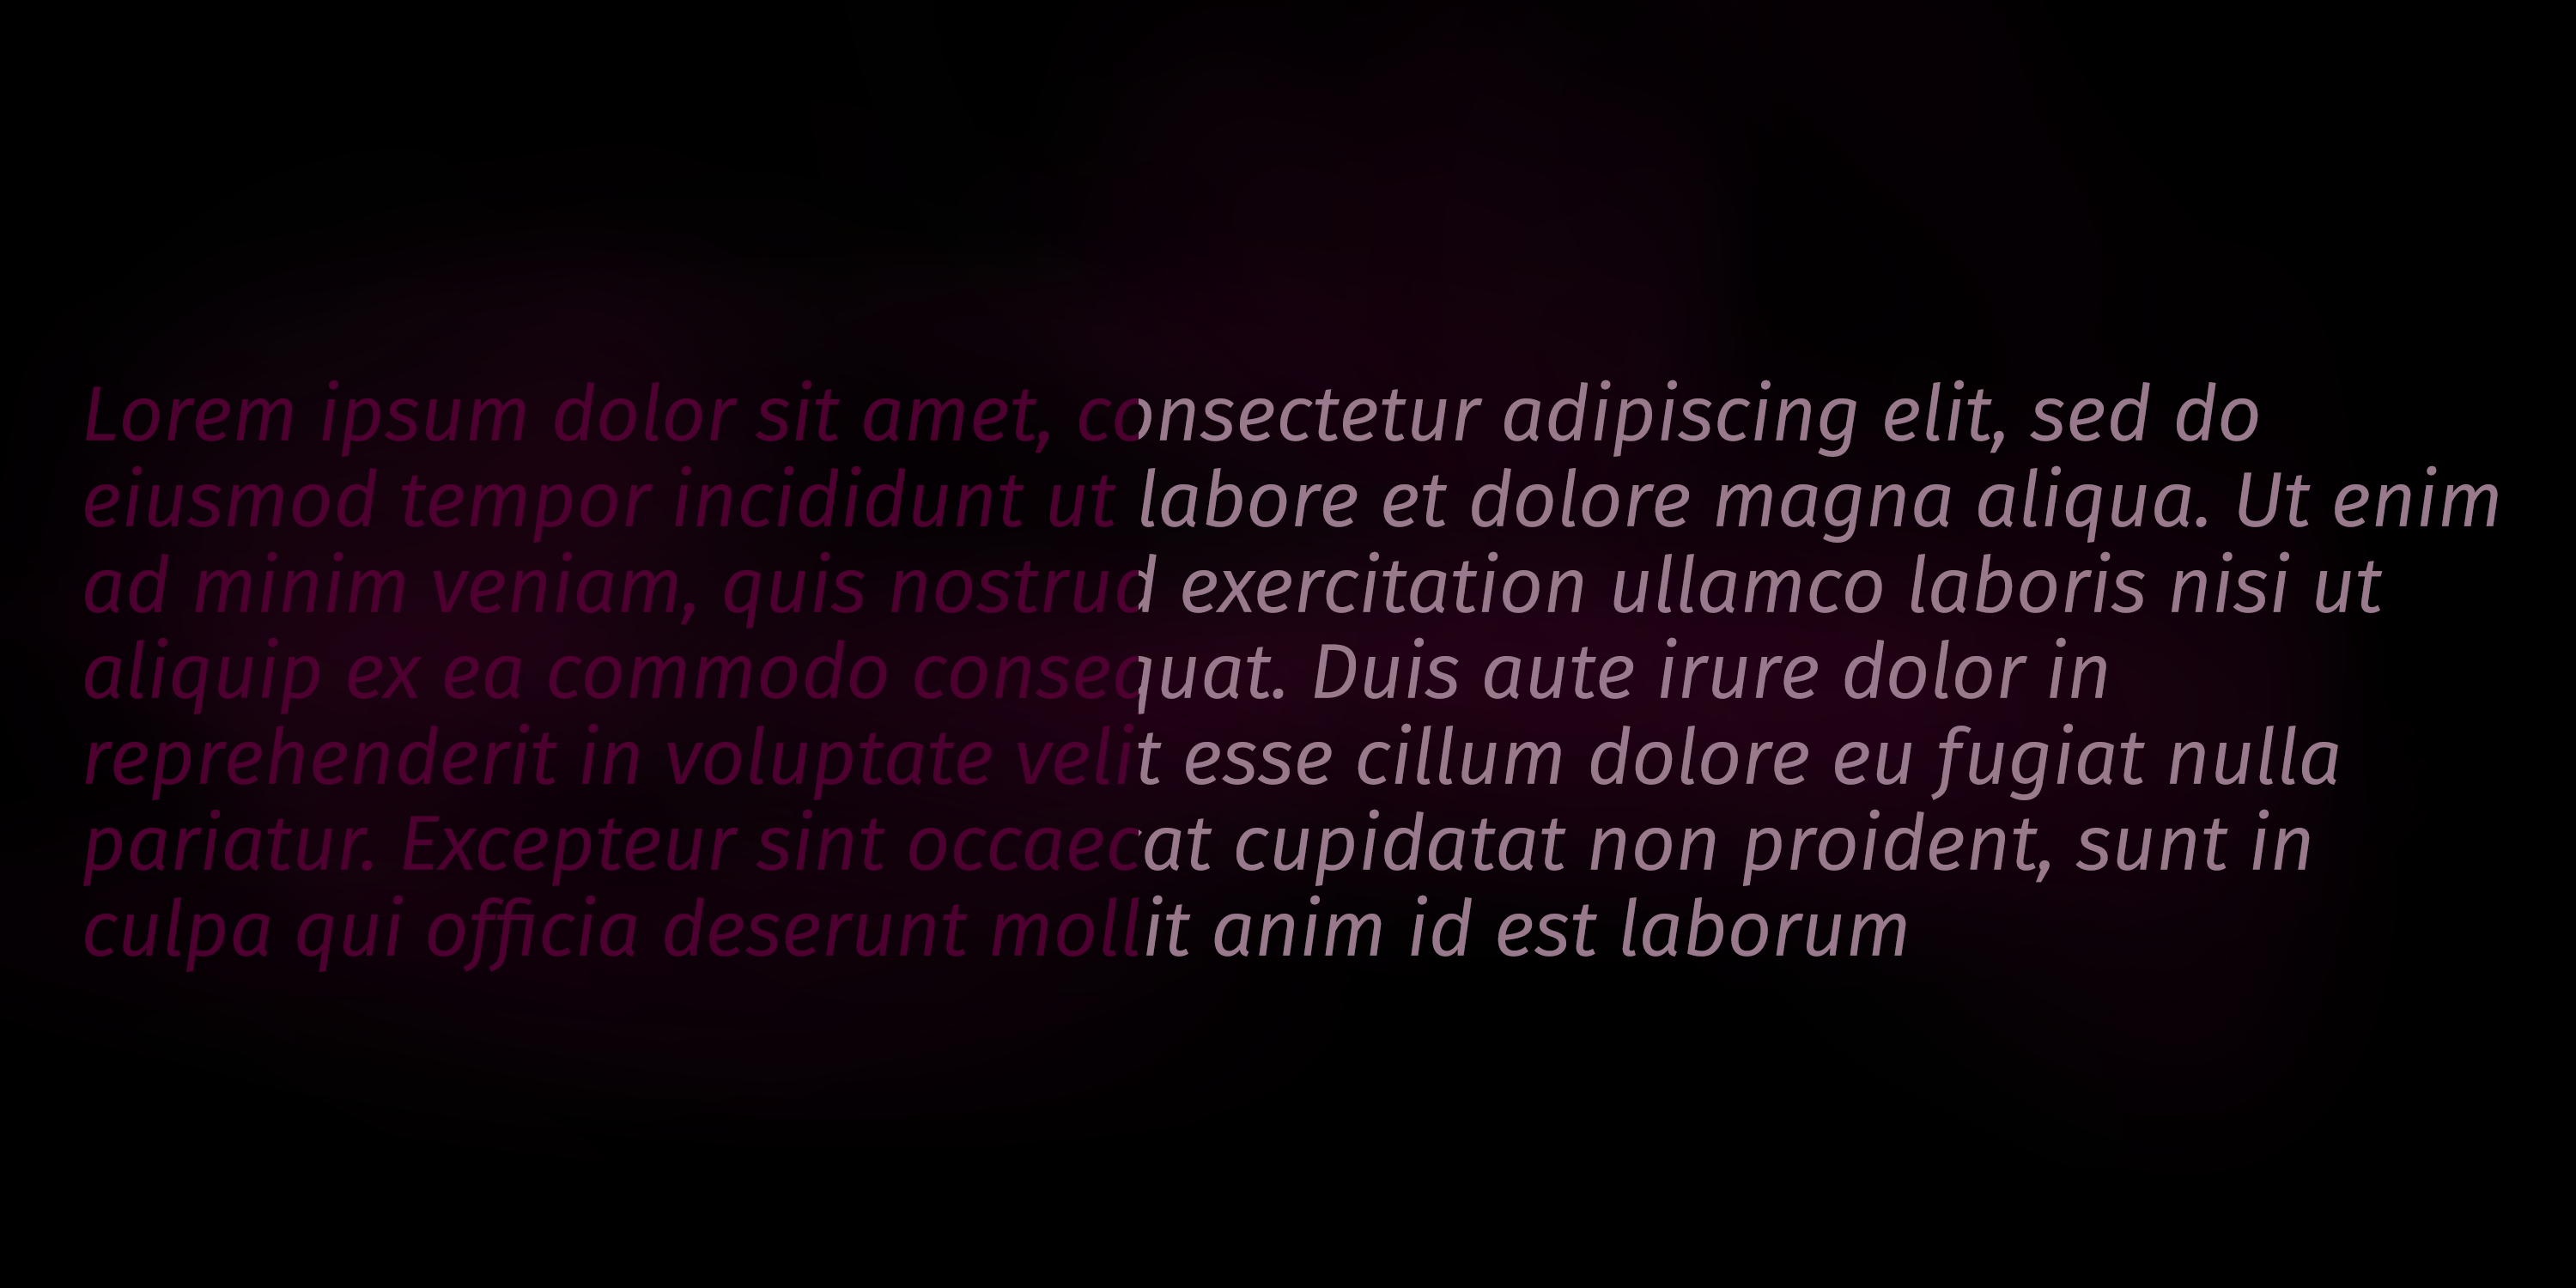 Lorem ipsum dolor sit amet, consectetur adipiscing elit, sed do
eiusmod tempor incididunt ut labore et dolore magna aliqua. Ut enim
ad minim veniam, quis nostrud exercitation ullamco laboris nisi ut
aliquip ex ea commodo consequat. Duis aute irure dolor in
reprehenderit in voluptate velit esse cillum dolore eu fugiat nulla
pariatur. Excepteur sint occaecat cupidatat non proident, sunt in
culpa qui officia deserunt mollit anim id est laborum